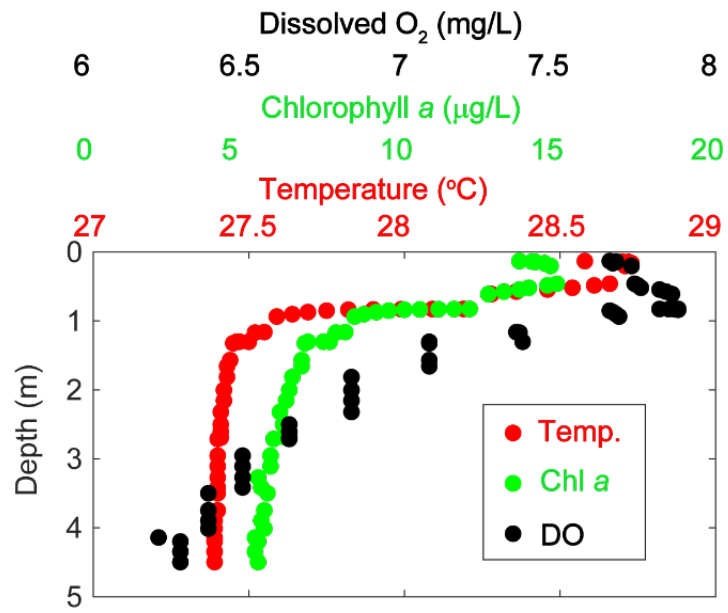 Dissolved O₂ (mg/L)
6 6.5 7 7.5 8
Chlorophyll a (μg/L)
0 5 10 15 20
Temperature (ºC)
27 27.5 28 28.5 29
0
1
2
3
4
5
Depth (m)
Temp.
Chl a
DO